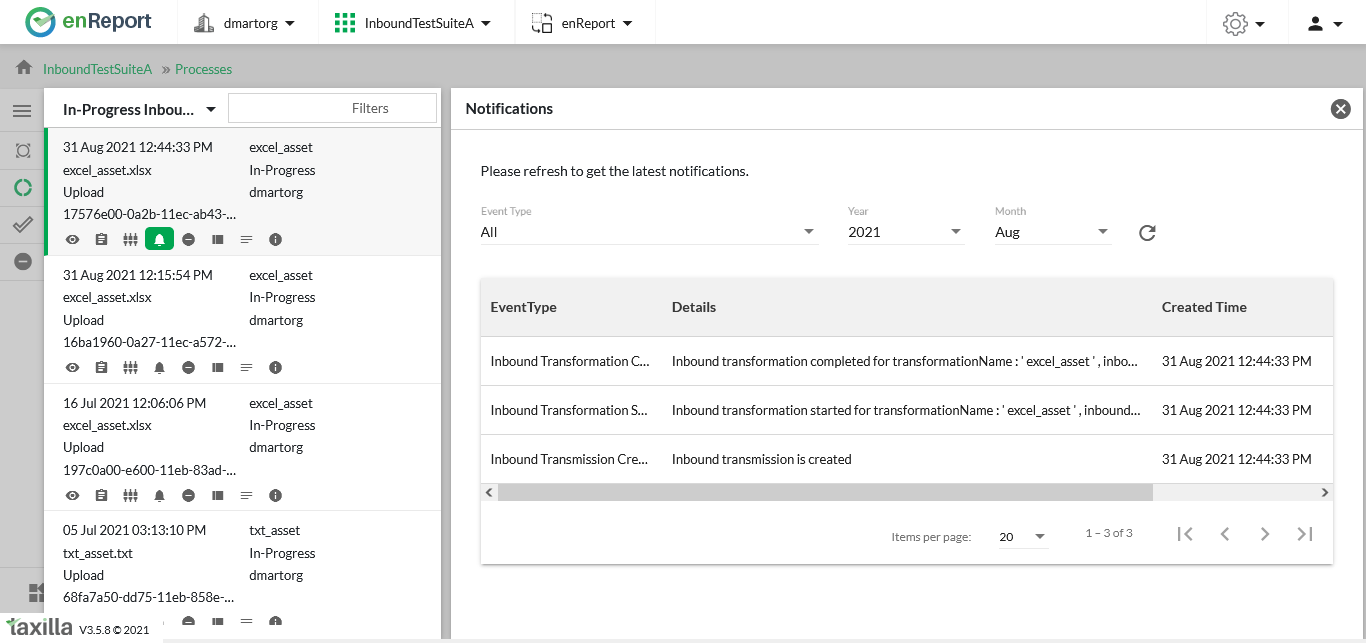 enReport dmartorg InboundTestSuiteA enReport
InboundTestSuiteA » Processes
In-Progress Inbou... Filters
31 Aug 2021 12:44:33 PM excel_asset
excel_asset.xlsx In-Progress
Upload dmartorg
17576e00-0a2b-11ec-ab43-...
31 Aug 2021 12:15:54 PM excel_asset
excel_asset.xlsx In-Progress
Upload dmartorg
16ba1960-0a27-11ec-a572-...
16 Jul 2021 12:06:06 PM excel_asset
excel_asset.xlsx In-Progress
Upload dmartorg
197c0a00-e600-11eb-83ad-...
05 Jul 2021 03:13:10 PM txt_asset
txt_asset.txt In-Progress
Upload dmartorg
68fa7a50-dd75-11eb-858e-...
taxilla V3.5.8 © 2021
Notifications
Please refresh to get the latest notifications.
Event Type Year Month
All 2021 Aug
EventType Details Created Time
Inbound Transformation C... Inbound transformation completed for transformationName : ' excel_asset ' , inbo... 31 Aug 2021 12:44:33 PM
Inbound Transformation S... Inbound transformation started for transformationName : ' excel_asset ' , inbound... 31 Aug 2021 12:44:33 PM
Inbound Transmission Cre... Inbound transmission is created 31 Aug 2021 12:44:33 PM
Items per page: 20 1 – 3 of 3